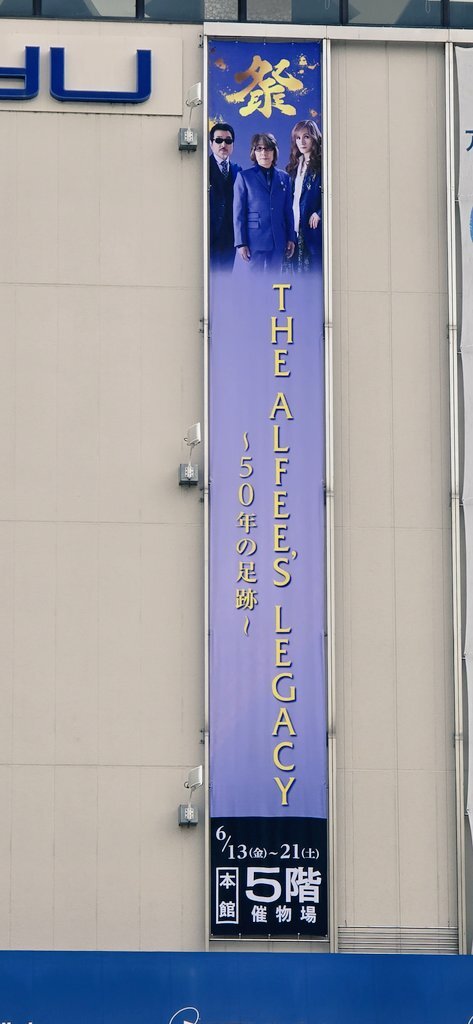 祭
THE ALFEE'S LEGACY
~50年の足跡~
6/13(金)~21(土)
本館
5階
催物場